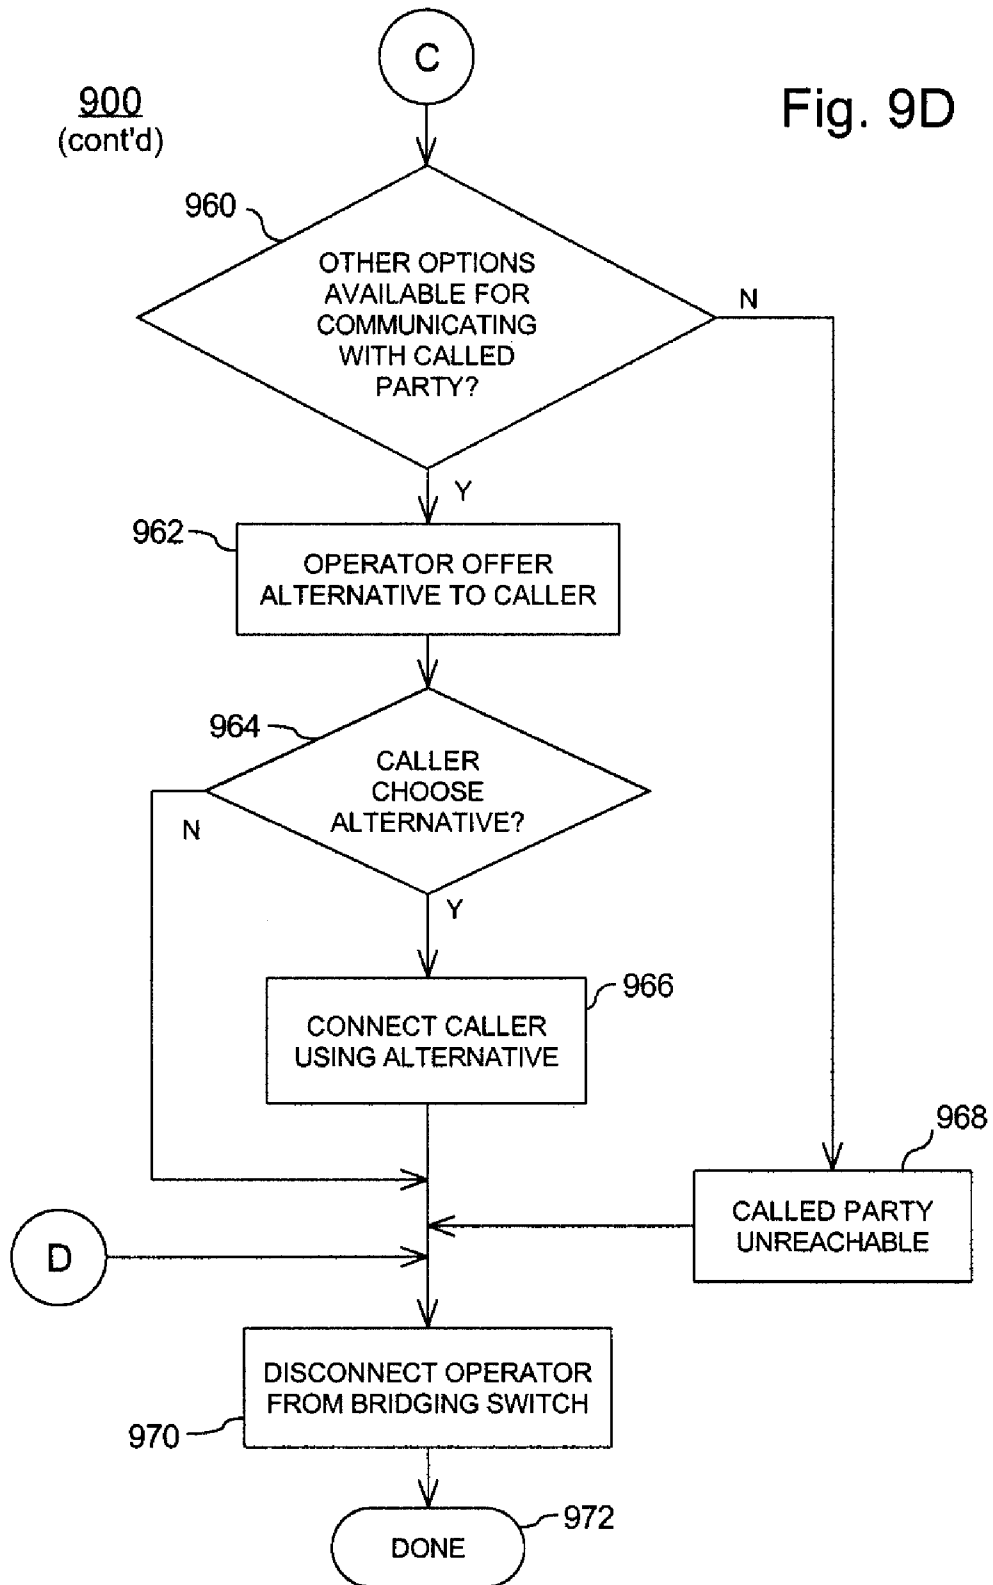 C
900
(cont'd)
Fig. 9D
960
OTHER OPTIONS
AVAILABLE FOR
COMMUNICATING
WITH CALLED
PARTY?
N
Y
962
OPERATOR OFFER
ALTERNATIVE TO CALLER
964
CALLER
CHOOSE
ALTERNATIVE?
N
Y
966
CONNECT CALLER
USING ALTERNATIVE
968
CALLED PARTY
UNREACHABLE
D
DISCONNECT OPERATOR
FROM BRIDGING SWITCH
970
972
DONE